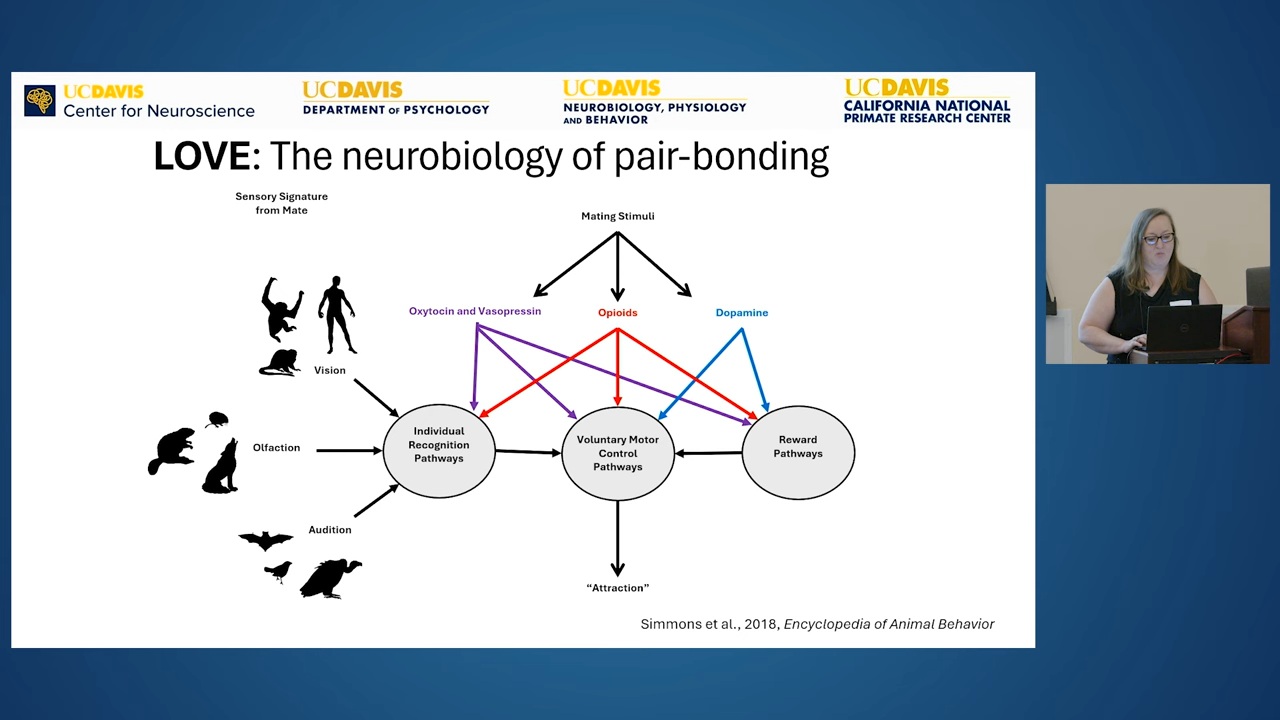 UCDAVIS
Center for Neuroscience
UCDAVIS
DEPARTMENT OF PSYCHOLOGY
UCDAVIS
NEUROBIOLOGY, PHYSIOLOGY
AND BEHAVIOR
UCDAVIS
CALIFORNIA NATIONAL
PRIMATE RESEARCH CENTER
LOVE: The neurobiology of pair-bonding
Sensory Signature
from Mate
Mating Stimuli
Oxytocin and Vasopressin
Opioids
Dopamine
Vision
Olfaction
Audition
Individual
Recognition
Pathways
Voluntary Motor
Control
Pathways
Reward
Pathways
“Attraction”
Simmons et al., 2018, Encyclopedia of Animal Behavior